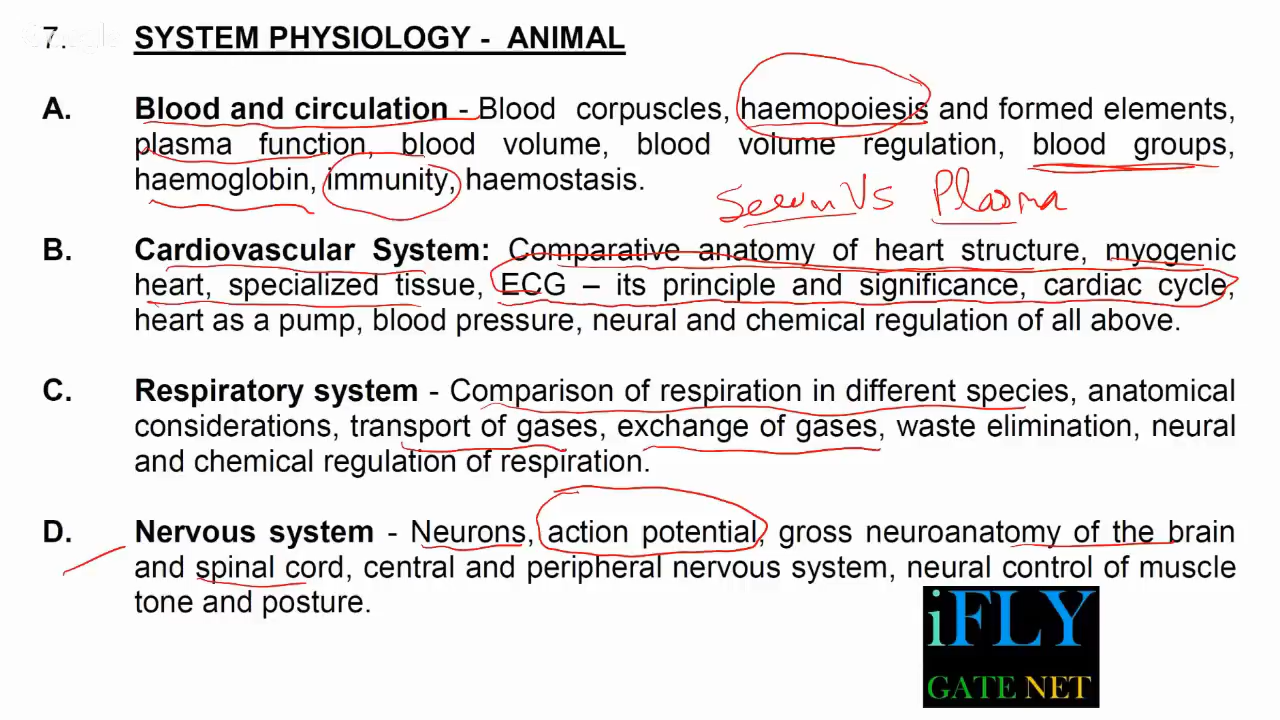 7. SYSTEM PHYSIOLOGY - ANIMAL
A. Blood and circulation - Blood corpuscles, haemopoiesis and formed elements,
plasma function, blood volume, blood volume regulation, blood groups,
haemoglobin, immunity, haemostasis.
Serum Vs Plasma
B. Cardiovascular System: Comparative anatomy of heart structure, myogenic
heart, specialized tissue, ECG – its principle and significance, cardiac cycle,
heart as a pump, blood pressure, neural and chemical regulation of all above.
C. Respiratory system - Comparison of respiration in different species, anatomical
considerations, transport of gases, exchange of gases, waste elimination, neural
and chemical regulation of respiration.
D. Nervous system - Neurons, action potential, gross neuroanatomy of the brain
and spinal cord, central and peripheral nervous system, neural control of muscle
tone and posture.
iFLY
GATE NET